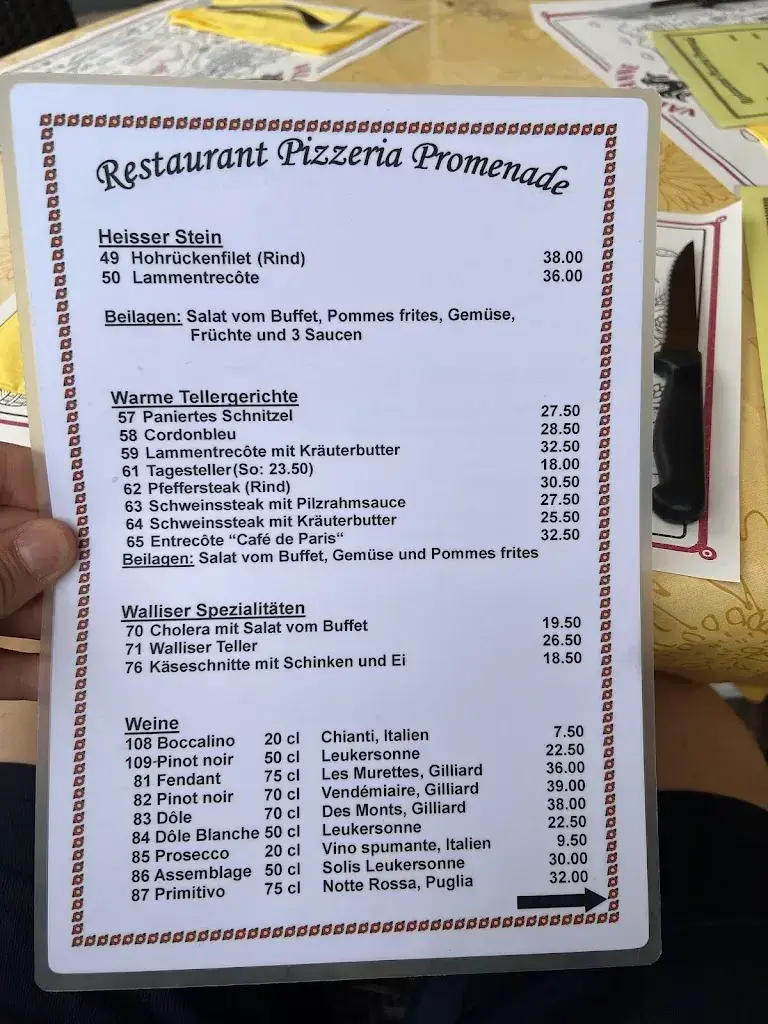 Restaurant Pizzeria Promenade
Heisser Stein
49 Hohrückenfilet (Rind) 38.00
50 Lammentrecôte 36.00
Beilagen: Salat vom Buffet, Pommes frites, Gemüse,
Früchte und 3 Saucen
Warme Tellergerichte
57 Paniertes Schnitzel 27.50
58 Cordonbleu 28.50
59 Lammentrecôte mit Kräuterbutter 32.50
61 Tagesteller(So: 23.50) 18.00
62 Pfeffersteak (Rind) 30.50
63 Schweinssteak mit Pilzrahmsauce 27.50
64 Schweinssteak mit Kräuterbutter 25.50
65 Entrecôte “Café de Paris“ 32.50
Beilagen: Salat vom Buffet, Gemüse und Pommes frites
Walliser Spezialitäten
70 Cholera mit Salat vom Buffet 19.50
71 Walliser Teller 26.50
76 Käseschnitte mit Schinken und Ei 18.50
Weine
108 Boccalino 20 cl Chianti, Italien 7.50
109 Pinot noir 50 cl Leukersonne 22.50
81 Fendant 75 cl Les Murettes, Gilliard 36.00
82 Pinot noir 70 cl Vendémiaire, Gilliard 39.00
83 Dôle 70 cl Des Monts, Gilliard 38.00
84 Dôle Blanche 50 cl Leukersonne 22.50
85 Prosecco 20 cl Vino spumante, Italien 9.50
86 Assemblage 50 cl Solis Leukersonne 30.00
87 Primitivo 75 cl Notte Rossa, Puglia 32.00